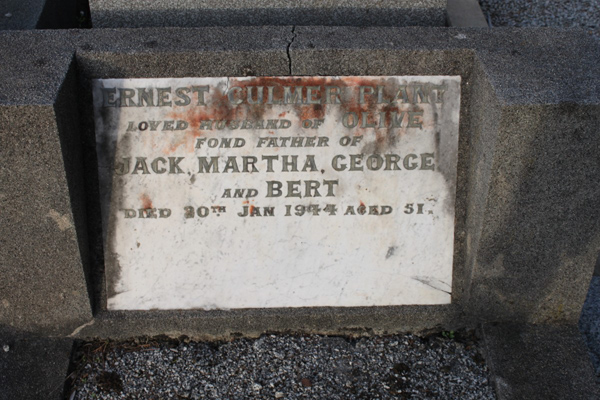 ERNEST CULMER PLANT
LOVED HUSBAND OF OLIVE
FOND FATHER OF
JACK, MARTHA, GEORGE
AND BERT
DIED 20TH JAN 1944 AGED 51.